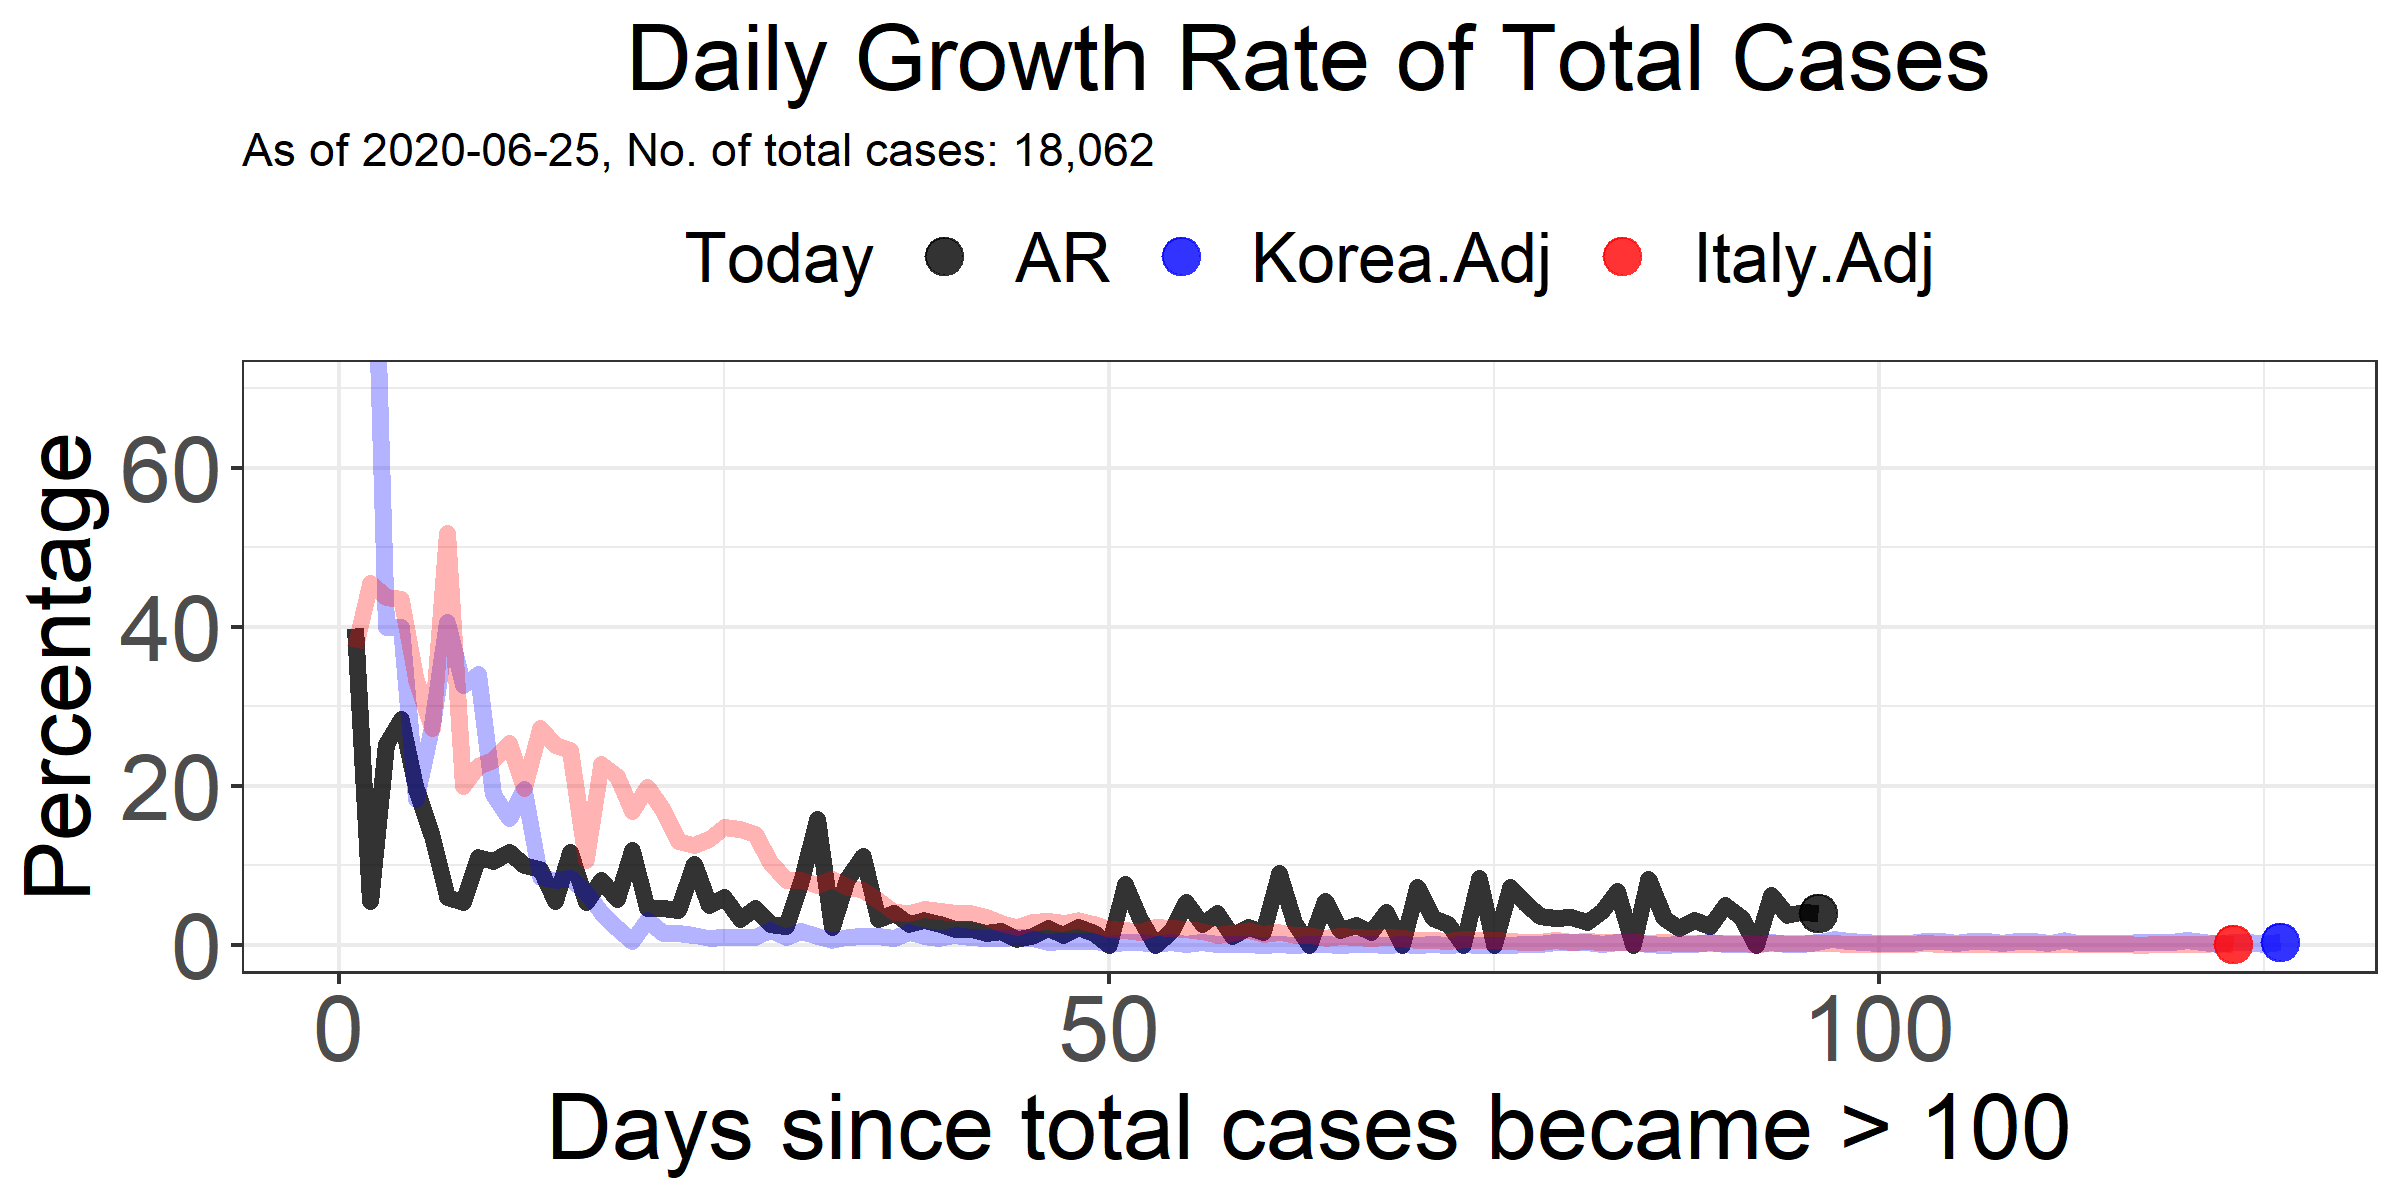 Daily Growth Rate of Total Cases
As of 2020-06-25, No. of total cases: 18,062
Today AR Korea.Adj Italy.Adj
Percentage
60
40
20
0
0 50 100
Days since total cases became > 100